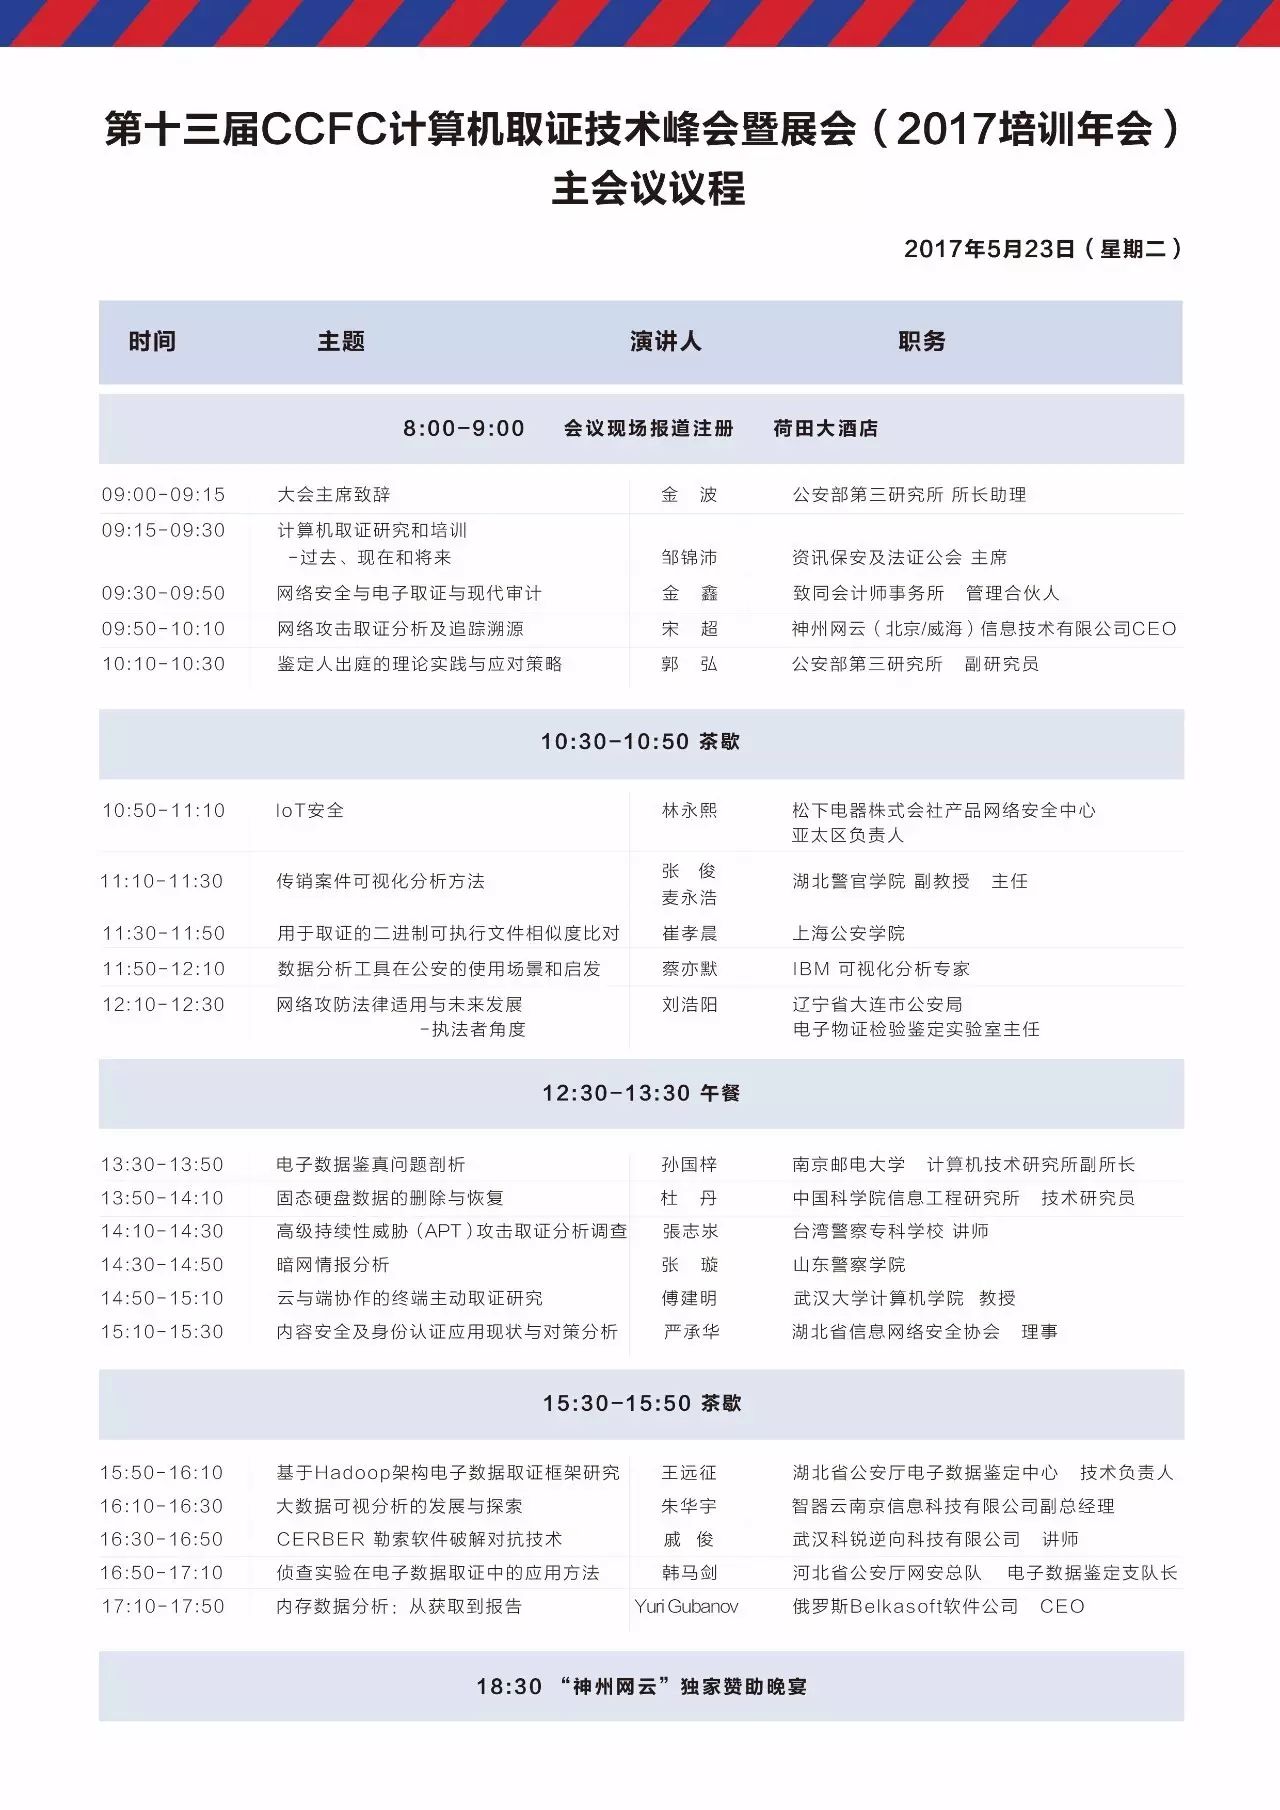 第十三届CCFC计算机取证技术峰会暨展会（2017培训年会）
主会议议程
2017年5月23日（星期二）
时间 主题 演讲人 职务
8:00-9:00 会议现场报道注册 荷田大酒店
09:00-09:15 大会主席致辞 金 波 公安部第三研究所 所长助理
09:15-09:30 计算机取证研究和培训
-过去、现在和将来 邹锦沛 资讯保安及法证公会 主席
09:30-09:50 网络安全与电子取证与现代审计 金 鑫 致同会计师事务所 管理合伙人
09:50-10:10 网络攻击取证分析及追踪溯源 宋 超 神州网云（北京/威海）信息技术有限公司CEO
10:10-10:30 鉴定人出庭的理论实践与应对策略 郭 弘 公安部第三研究所 副研究员
10:30-10:50 茶歇
10:50-11:10 IoT安全 林永熙 松下电器株式会社产品网络安全中心
亚太区负责人
11:10-11:30 传销案件可视化分析方法 张 俊 湖北警官学院 副教授 主任
麦永浩
11:30-11:50 用于取证的二进制可执行文件相似度比对 崔孝晨 上海公安学院
11:50-12:10 数据分析工具在公安的使用场景和启发 蔡亦默 IBM 可视化分析专家
12:10-12:30 网络攻防法律适用与未来发展 刘浩阳 辽宁省大连市公安局
-执法者角度 电子物证检验鉴定实验室主任
12:30-13:30 午餐
13:30-13:50 电子数据鉴真问题剖析 孙国梓 南京邮电大学 计算机技术研究所副所长
13:50-14:10 固态硬盘数据的删除与恢复 杜 丹 中国科学院信息工程研究所 技术研究员
14:10-14:30 高级持续性威胁（APT）攻击取证分析调查 張志汖 台湾警察专科学校 讲师
14:30-14:50 暗网情报分析 张 璇 山东警察学院
14:50-15:10 云与端协作的终端主动取证研究 傅建明 武汉大学计算机学院 教授
15:10-15:30 内容安全及身份认证应用现状与对策分析 严承华 湖北省信息网络安全协会 理事
15:30-15:50 茶歇
15:50-16:10 基于Hadoop架构电子数据取证框架研究 王远征 湖北省公安厅电子数据鉴定中心 技术负责人
16:10-16:30 大数据可视分析的发展与探索 朱华宇 智器云南京信息科技有限公司副总经理
16:30-16:50 CERBER 勒索软件破解对抗技术 戚 俊 武汉科锐逆向科技有限公司 讲师
16:50-17:10 侦查实验在电子数据取证中的应用方法 韩马剑 河北省公安厅网安总队 电子数据鉴定支队长
17:10-17:50 内存数据分析：从获取到报告 Yuri Gubanov 俄罗斯Belkasoft软件公司 CEO
18:30 “神州网云”独家赞助晚宴